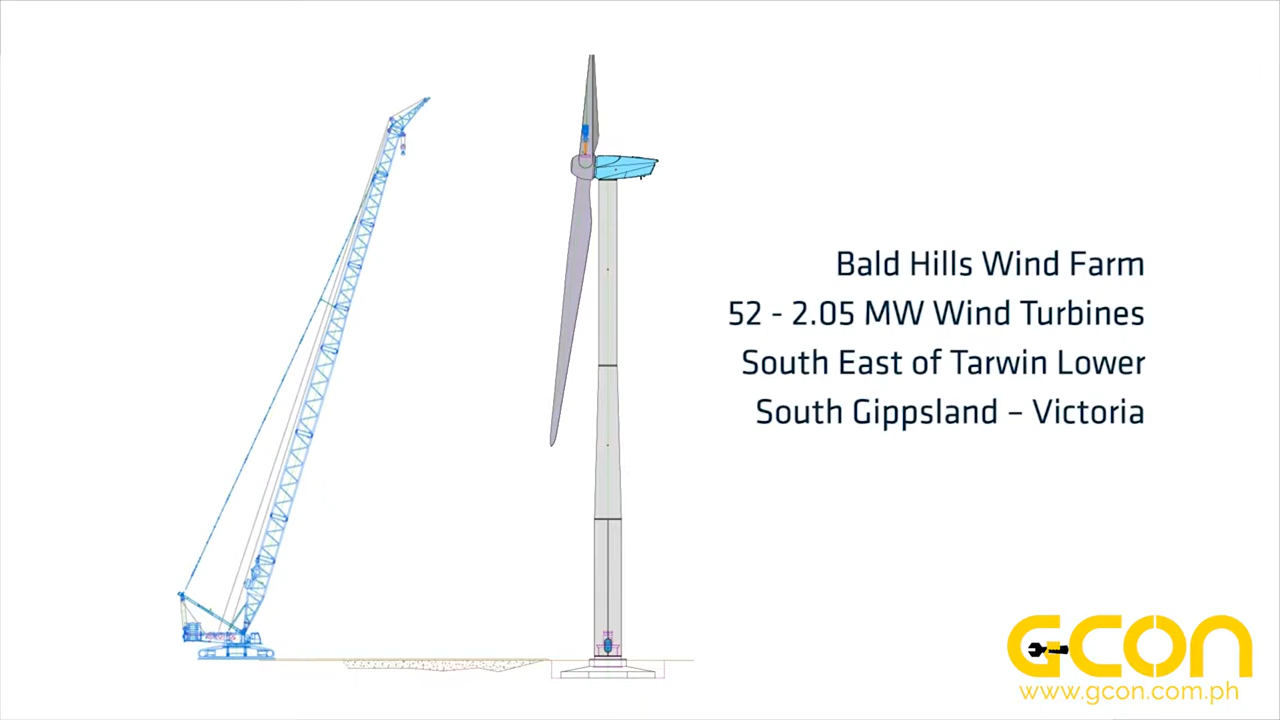 Bald Hills Wind Farm
52 - 2.05 MW Wind Turbines
South East of Tarwin Lower
South Gippsland – Victoria
GCON
www.gcon.com.ph